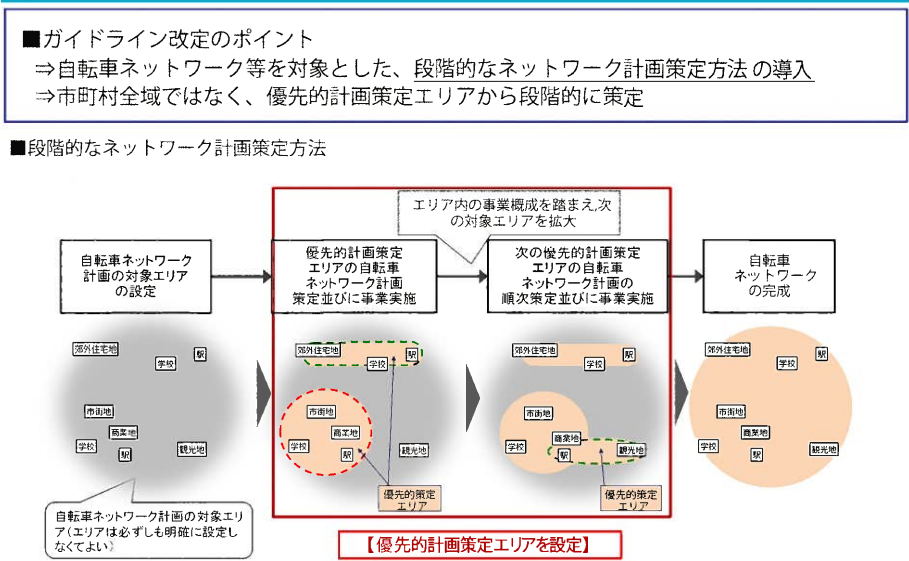 ■ガイドライン改定のポイント
⇒自転車ネットワーク等を対象とした、段階的なネットワーク計画策定方法の導入
⇒市町村全域ではなく、優先的計画策定エリアから段階的に策定
■段階的なネットワーク計画策定方法
エリア内の事業概成を踏まえ,次
の対象エリアを拡大
自転車ネットワーク
計画の対象エリア
の設定
優先的計画策定
エリアの自転車
ネットワーク計画
策定並びに事業実施
次の優先的計画策定
エリアの自転車
ネットワーク計画の
順次策定並びに事業実施
自転車
ネットワーク
の完成
郊外住宅地
学校
駅
市街地
商業地
学校
駅
観光地
郊外住宅地
学校
駅
市街地
商業地
学校
駅
観光地
優先的策定
エリア
郊外住宅地
学校
駅
市街地
商業地
学校
駅
観光地
優先的策定
エリア
郊外住宅地
学校
駅
市街地
商業地
学校
駅
観光地
自転車ネットワーク計画の対象エリ
ア(エリアは必ずしも明確に設定し
なくてよい)
【優先的計画策定エリアを設定】